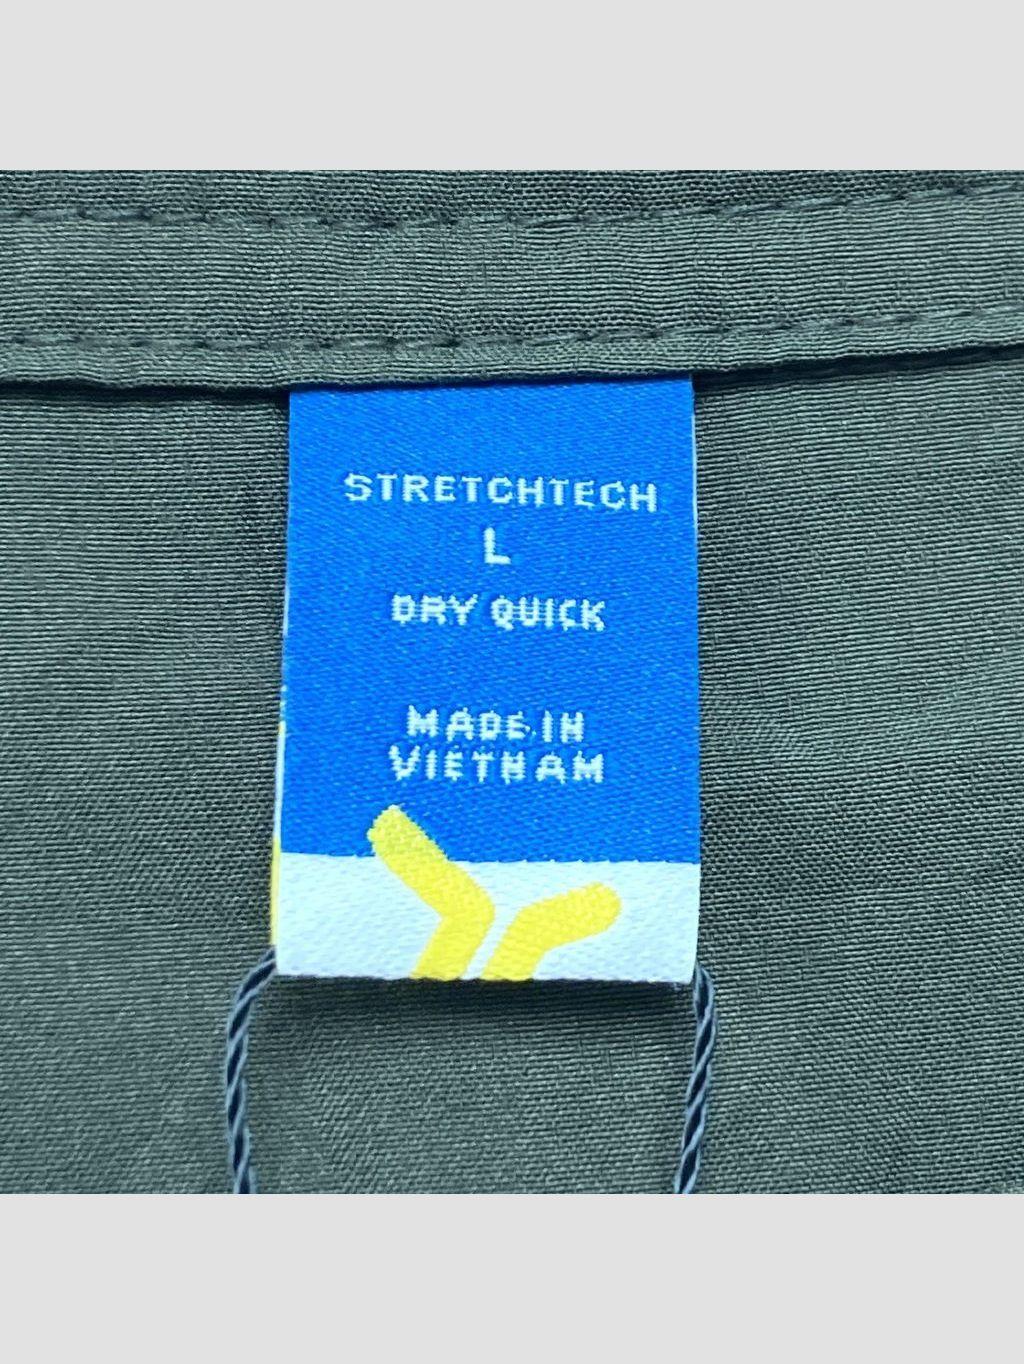 STRETCHTECH
L
DRY QUICK
MADE IN
VIETNAM